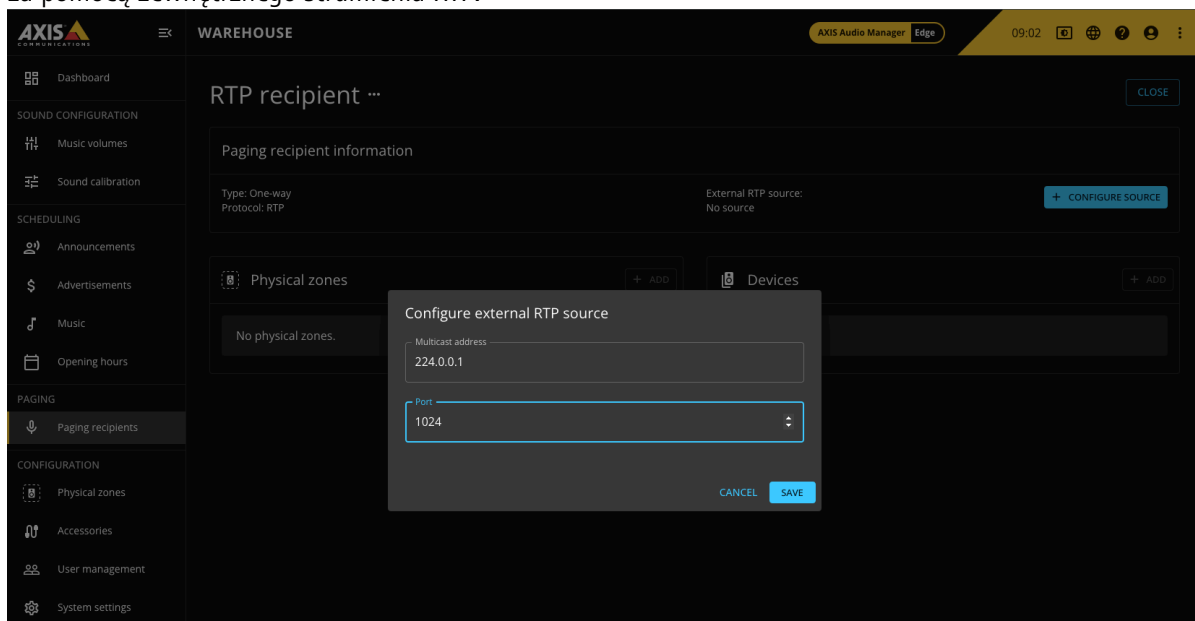 AXIS
COMMUNICATIONS
WAREHOUSE
AXIS Audio Manager Edge
09:02
Dashboard
SOUND CONFIGURATION
Music volumes
Sound calibration
SCHEDULING
Announcements
Advertisements
Music
Opening hours
PAGING
Paging recipients
CONFIGURATION
Physical zones
Accessories
User management
System settings
RTP recipient
CLOSE
Paging recipient information
Type: One-way
Protocol: RTP
External RTP source:
No source
+ CONFIGURE SOURCE
Physical zones
+ ADD
No physical zones.
Devices
+ ADD
Configure external RTP source
Multicast address
224.0.0.1
Port
1024
CANCEL
SAVE